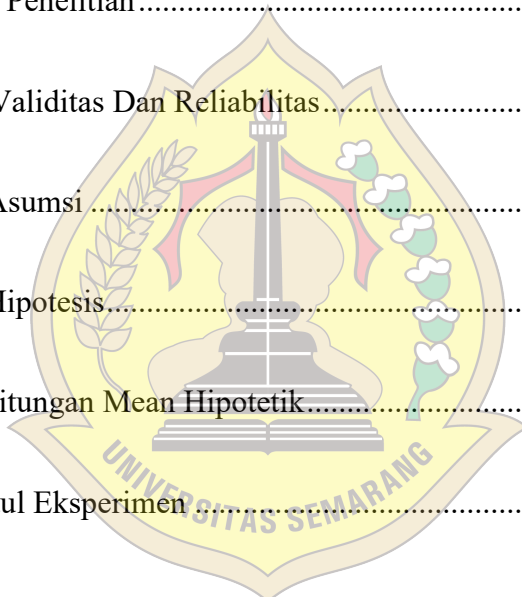 Penelitian................................................
Validitas Dan Reliabilitas........................
Asumsi ......................................................
Hipotesis....................................................
itungan Mean Hipotetik...........................
ul Eksperimen .........................................
UNIVERSITAS SEMARANG